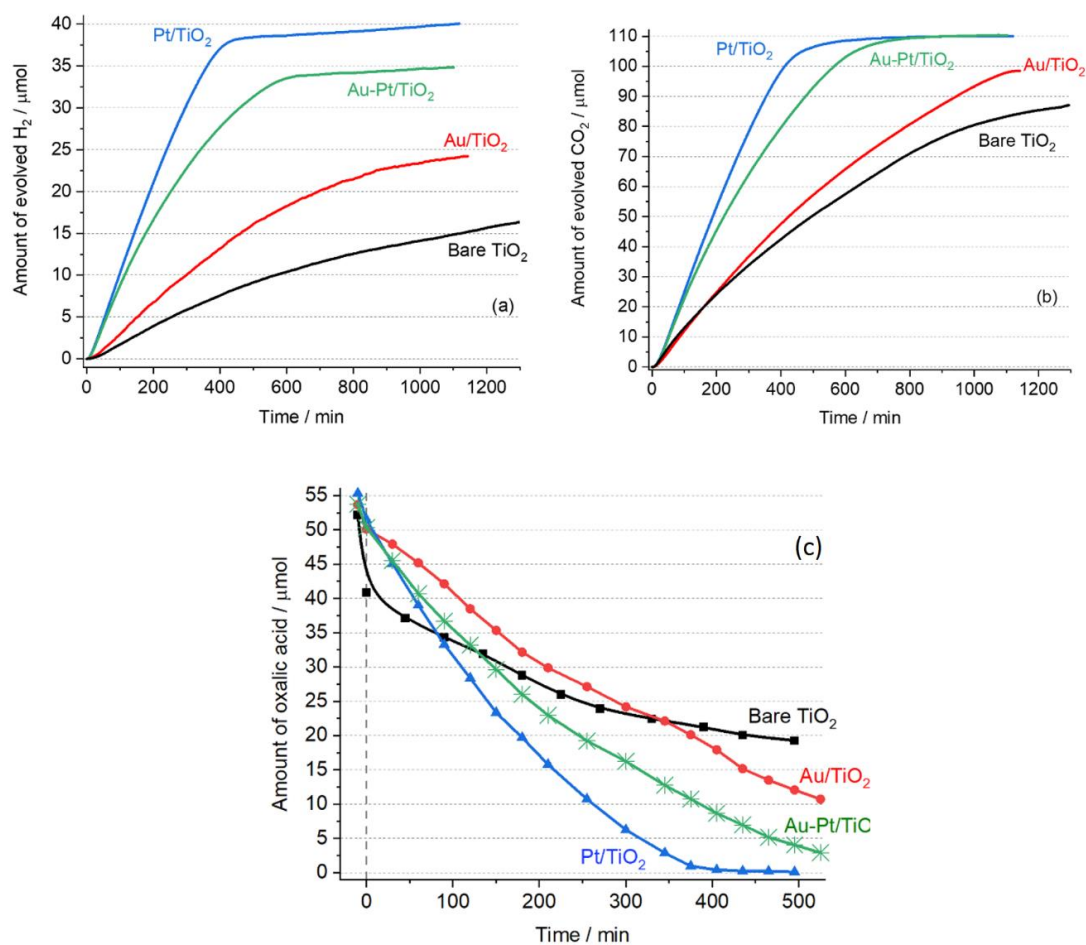 Amount of evolved H₂ / μmol
40
35
30
25
20
15
10
5
0
Pt/TiO₂
Au-Pt/TiO₂
Au/TiO₂
Bare TiO₂
(a)
0 200 400 600 800 1000 1200
Time / min
Amount of evolved CO₂ / μmol
110
100
90
80
70
60
50
40
30
20
10
0
Pt/TiO₂
Au-Pt/TiO₂
Au/TiO₂
Bare TiO₂
(b)
0 200 400 600 800 1000 1200
Time / min
Amount of oxalic acid / μmol
55
50
45
40
35
30
25
20
15
10
5
0
(c)
Bare TiO₂
Au/TiO₂
Au-Pt/TiO
Pt/TiO₂
0 100 200 300 400 500
Time / min